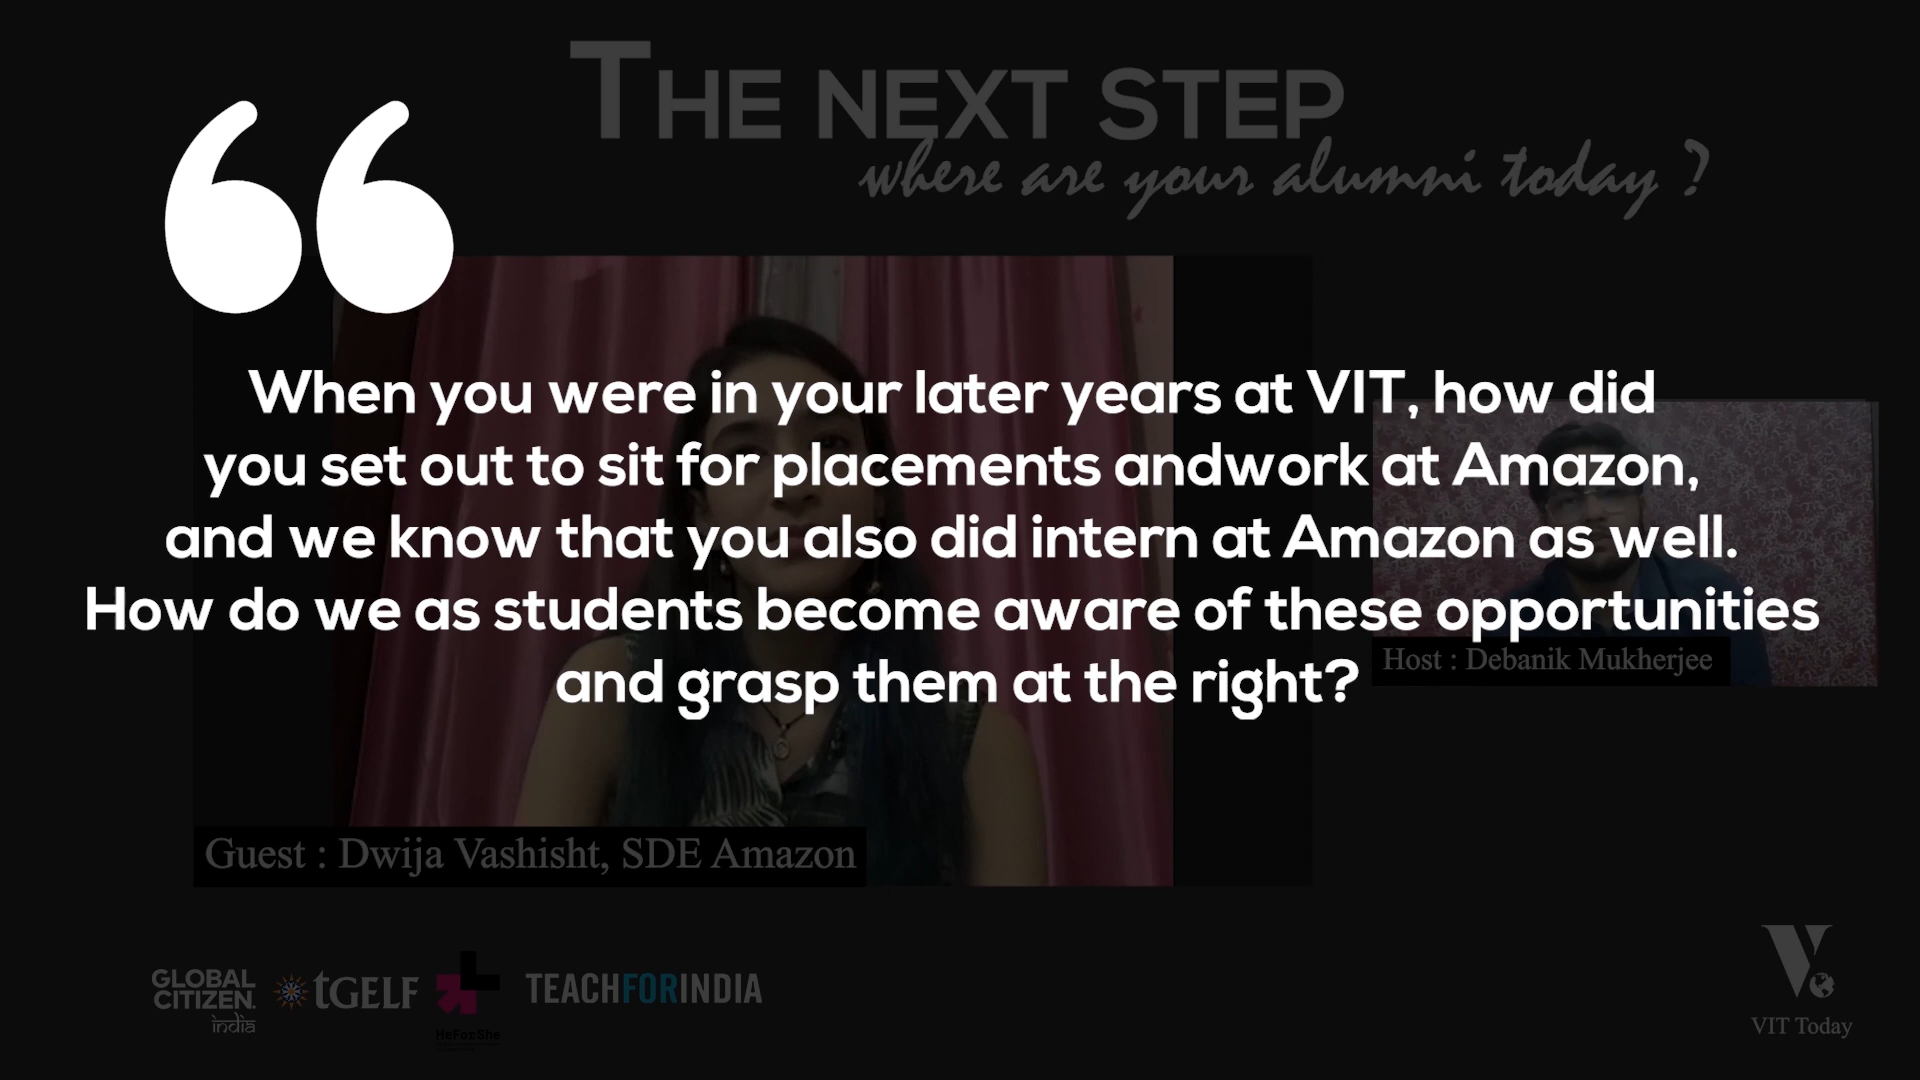 THE NEXT STEP
where are your alumni today ?
When you were in your later years at VIT, how did
you set out to sit for placements andwork at Amazon,
and we know that you also did intern at Amazon as well.
How do we as students become aware of these opportunities
and grasp them at the right?
Host : Debanik Mukherjee
Guest : Dwija Vashisht, SDE Amazon
GLOBAL
CITIZEN.
india
tGELF
HeForShe
TEACHFORINDIA
VIT Today